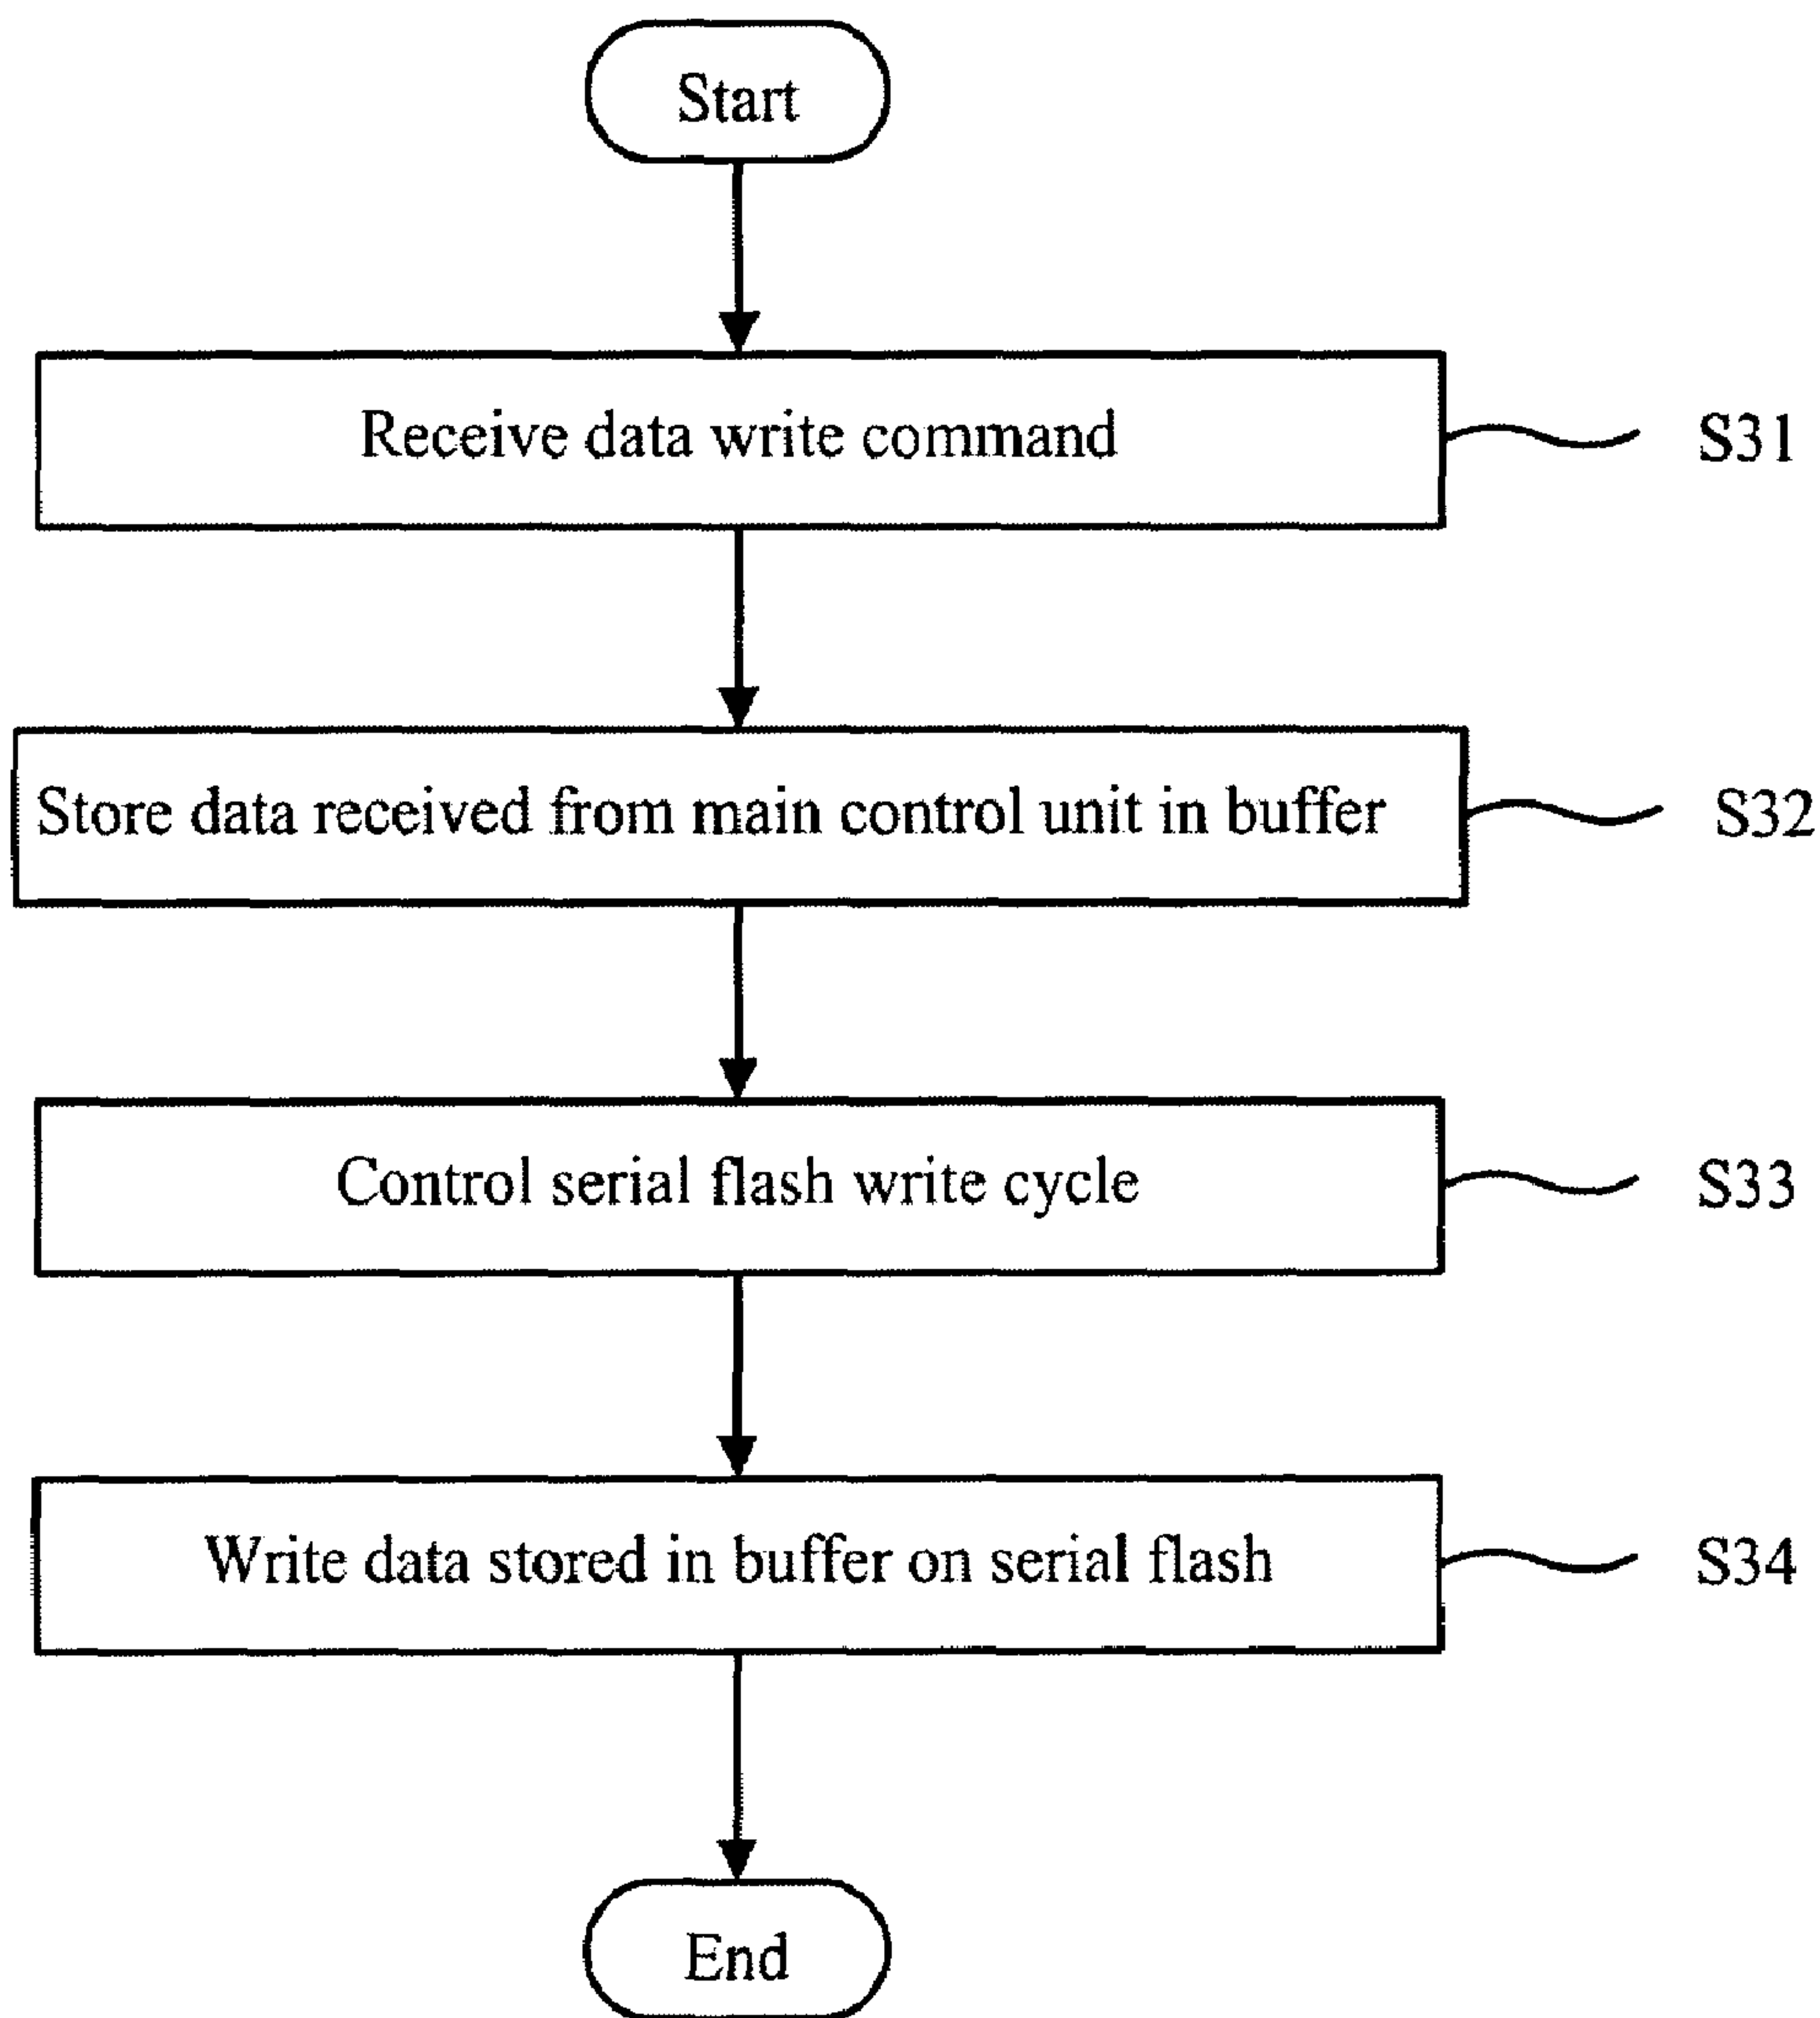 Start
Receive data write command
S31
Store data received from main control unit in buffer
S32
Control serial flash write cycle
S33
Write data stored in buffer on serial flash
S34
End